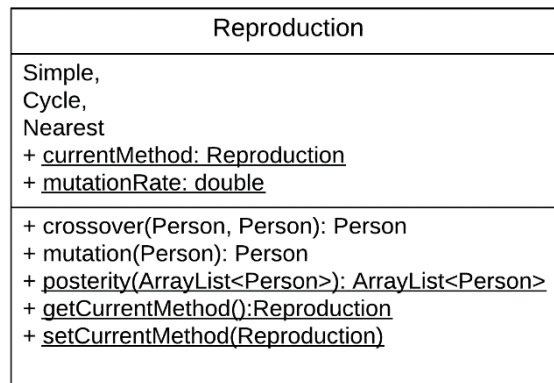 Reproduction
Simple,
Cycle,
Nearest
+ currentMethod: Reproduction
+ mutationRate: double
+ crossover(Person, Person): Person
+ mutation(Person): Person
+ posterity(ArrayList<Person>): ArrayList<Person>
+ getCurrentMethod():Reproduction
+ setCurrentMethod(Reproduction)